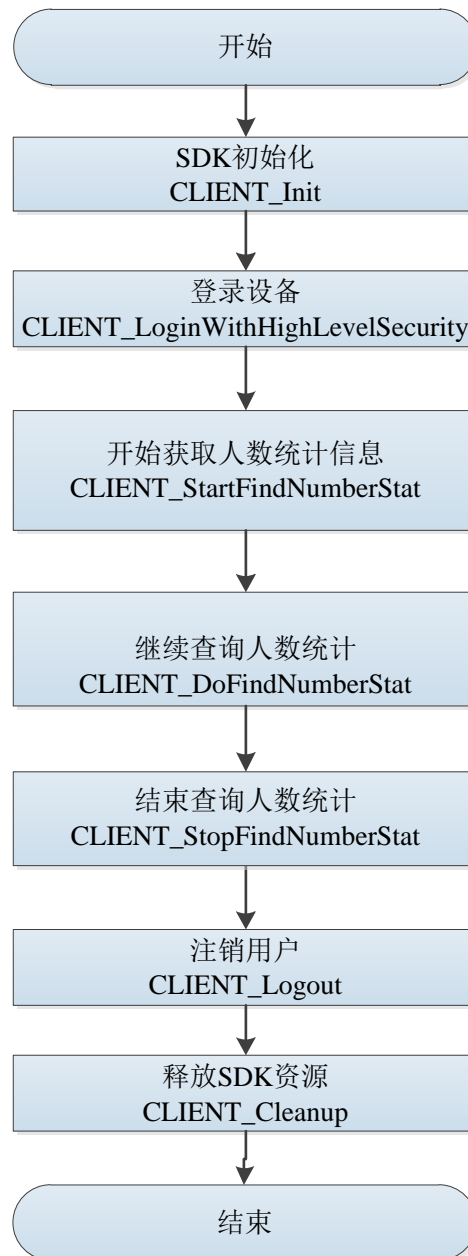 开始
SDK初始化
CLIENT_Init
登录设备
CLIENT_LoginWithHighLevelSecurity
开始获取人数统计信息
CLIENT_StartFindNumberStat
继续查询人数统计
CLIENT_DoFindNumberStat
结束查询人数统计
CLIENT_StopFindNumberStat
注销用户
CLIENT_Logout
释放SDK资源
CLIENT_Cleanup
结束